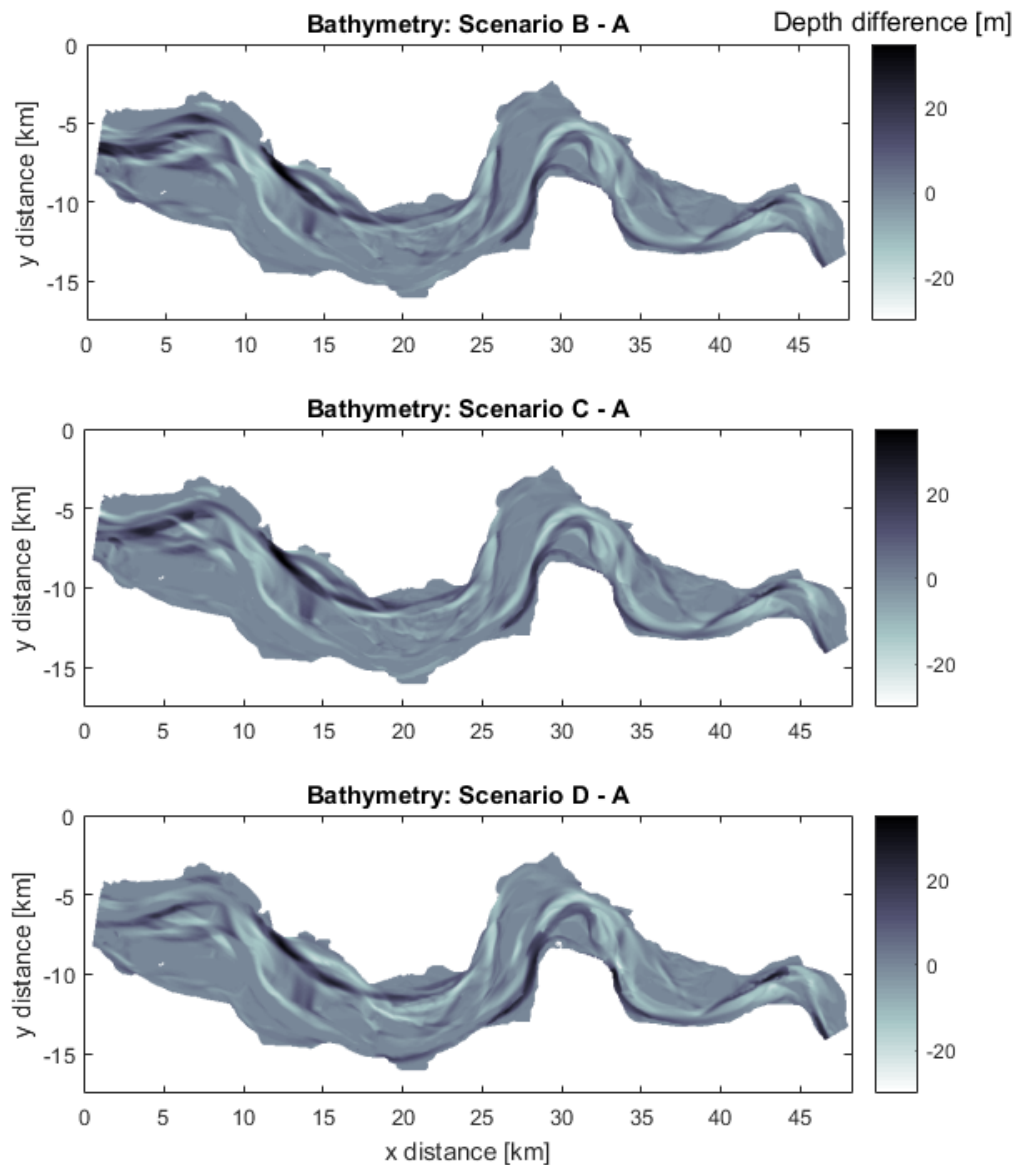 Bathymetry: Scenario B - A
Depth difference [m]
0
-5
-10
-15
y distance [km]
0 5 10 15 20 25 30 35 40 45
20
0
-20
Bathymetry: Scenario C - A
0
-5
-10
-15
y distance [km]
0 5 10 15 20 25 30 35 40 45
20
0
-20
Bathymetry: Scenario D - A
0
-5
-10
-15
y distance [km]
0 5 10 15 20 25 30 35 40 45
x distance [km]
20
0
-20